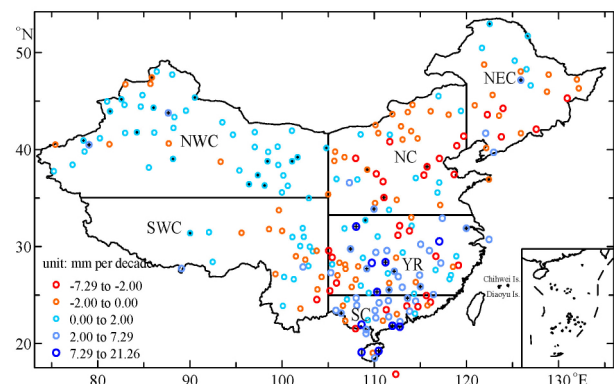 °N
50
40
30
20
NEC
NWC
NC
SWC
YR
SC
unit: mm per decade
-7.29 to -2.00
-2.00 to 0.00
0.00 to 2.00
2.00 to 7.29
7.29 to 21.26
Chihwei Is.
Diaoyu Is.
80 90 100 110 120 130°E